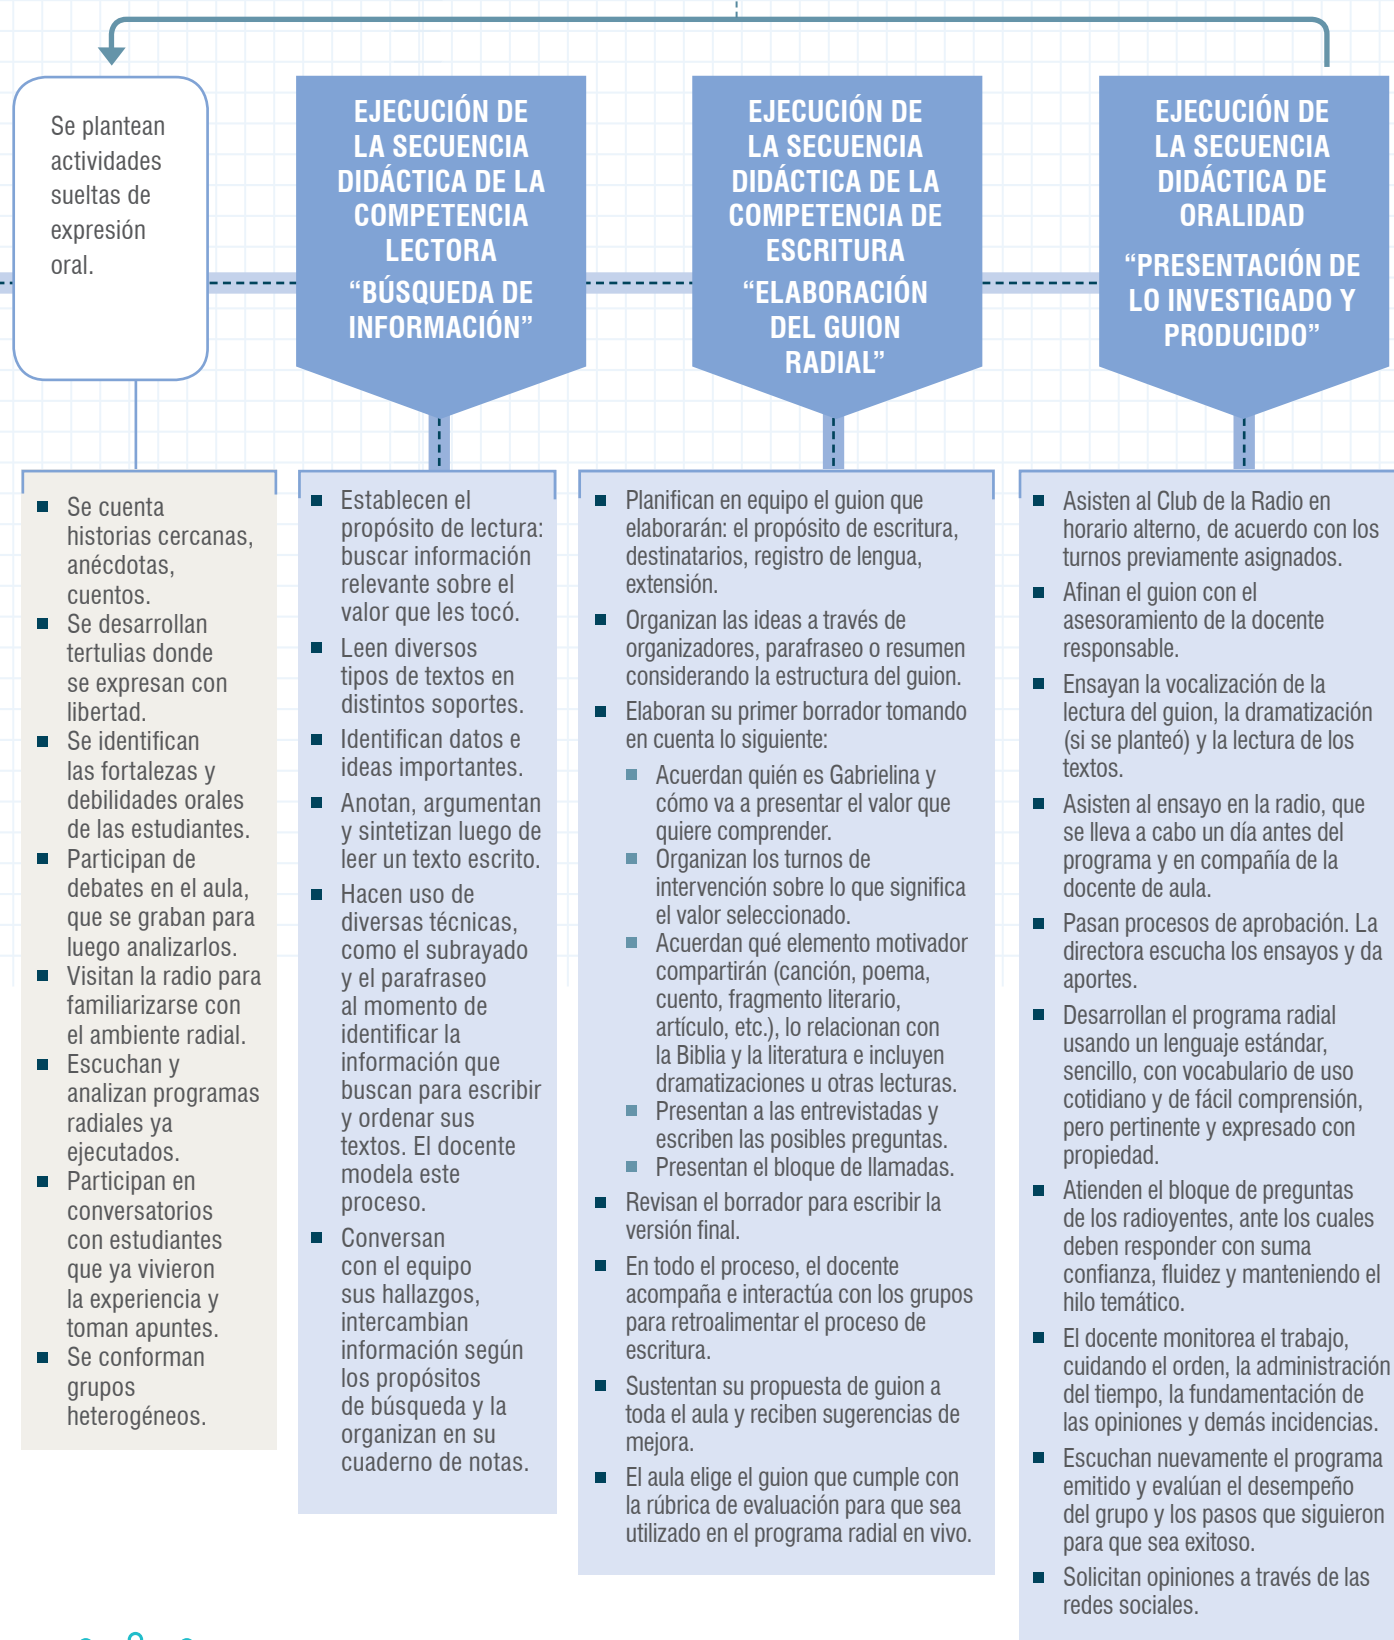 Se plantean
actividades
sueltas de
expresión
oral.
EJECUCIÓN DE
LA SECUENCIA
DIDÁCTICA DE LA
COMPETENCIA
LECTORA
“BÚSQUEDA DE
INFORMACIÓN”
EJECUCIÓN DE
LA SECUENCIA
DIDÁCTICA DE LA
COMPETENCIA DE
ESCRITURA
“ELABORACIÓN
DEL GUION
RADIAL”
EJECUCIÓN DE
LA SECUENCIA
DIDÁCTICA DE
ORALIDAD
“PRESENTACIÓN DE
LO INVESTIGADO Y
PRODUCIDO”
Se cuenta
historias cercanas,
anécdotas,
cuentos.
Se desarrollan
tertulias donde
se expresan con
libertad.
Se identifican
las fortalezas y
debilidades orales
de las estudiantes.
Participan de
debates en el aula,
que se graban para
luego analizarlos.
Visitan la radio para
familiarizarse con
el ambiente radial.
Escuchan y
analizan programas
radiales ya
ejecutados.
Participan en
conversatorios
con estudiantes
que ya vivieron
la experiencia y
toman apuntes.
Se conforman
grupos
heterogéneos.
Establecen el
propósito de lectura:
buscar información
relevante sobre el
valor que les tocó.
Leen diversos
tipos de textos en
distintos soportes.
Identifican datos e
ideas importantes.
Anotan, argumentan
y sintetizan luego de
leer un texto escrito.
Hacen uso de
diversas técnicas,
como el subrayado
y el parafraseo
al momento de
identificar la
información que
buscan para escribir
y ordenar sus
textos. El docente
modela este
proceso.
Conversan
con el equipo
sus hallazgos,
intercambian
información según
los propósitos
de búsqueda y la
organizan en su
cuaderno de notas.
Planifican en equipo el guion que
elaborarán: el propósito de escritura,
destinatarios, registro de lengua,
extensión.
Organizan las ideas a través de
organizadores, parafraseo o resumen
considerando la estructura del guion.
Elaboran su primer borrador tomando
en cuenta lo siguiente:
Acuerdan quién es Gabrielina y
cómo va a presentar el valor que
quiere comprender.
Organizan los turnos de
intervención sobre lo que significa
el valor seleccionado.
Acuerdan qué elemento motivador
compartirán (canción, poema,
cuento, fragmento literario,
artículo, etc.), lo relacionan con
la Biblia y la literatura e incluyen
dramatizaciones u otras lecturas.
Presentan a las entrevistadas y
escriben las posibles preguntas.
Presentan el bloque de llamadas.
Revisan el borrador para escribir la
versión final.
En todo el proceso, el docente
acompaña e interactúa con los grupos
para retroalimentar el proceso de
escritura.
Sustentan su propuesta de guion a
toda el aula y reciben sugerencias de
mejora.
El aula elige el guion que cumple con
la rúbrica de evaluación para que sea
utilizado en el programa radial en vivo.
Asisten al Club de la Radio en
horario alterno, de acuerdo con los
turnos previamente asignados.
Afinan el guion con el
asesoramiento de la docente
responsable.
Ensayan la vocalización de la
lectura del guion, la dramatización
(si se planteó) y la lectura de los
textos.
Asisten al ensayo en la radio, que
se lleva a cabo un día antes del
programa y en compañía de la
docente de aula.
Pasan procesos de aprobación. La
directora escucha los ensayos y da
aportes.
Desarrollan el programa radial
usando un lenguaje estándar,
sencillo, con vocabulario de uso
cotidiano y de fácil comprensión,
pero pertinente y expresado con
propiedad.
Atienden el bloque de preguntas
de los radioyentes, ante los cuales
deben responder con suma
confianza, fluidez y manteniendo el
hilo temático.
El docente monitorea el trabajo,
cuidando el orden, la administración
del tiempo, la fundamentación de
las opiniones y demás incidencias.
Escuchan nuevamente el programa
emitido y evalúan el desempeño
del grupo y los pasos que siguieron
para que sea exitoso.
Solicitan opiniones a través de las
redes sociales.